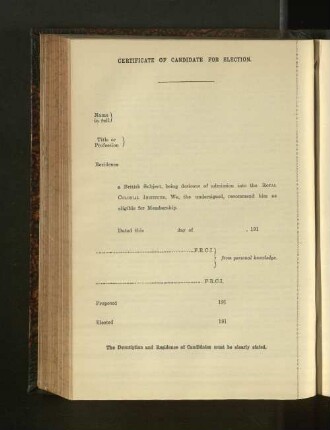 CERTIFICATE OF CANDIDATE FOR ELECTION.
Name
in full
Title or
Profession
Residence
a British Subject, being desirous of admission into the ROYAL
COLONIAL INSTITUTE, We, the undersigned, recommend him as
eligible for Membership.
Dated this day of , 191
F.R.C.I.
from personal knowledge.
F.R.C.I.
Proposed 191
Elected 191
The Description and Residence of Candidates must be clearly stated.